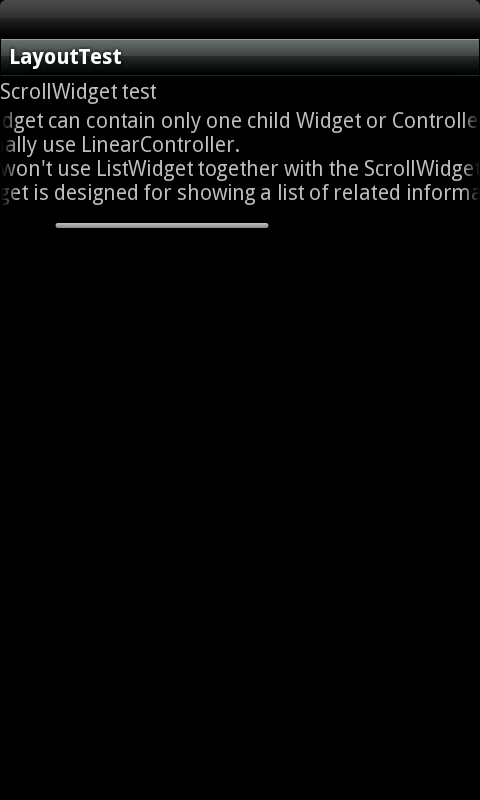 LayoutTest
ScrollWidget test
dget can contain only one child Widget or Controlle
ally use LinearController.
won't use ListWidget together with the ScrollWidget
get is designed for showing a list of related informa